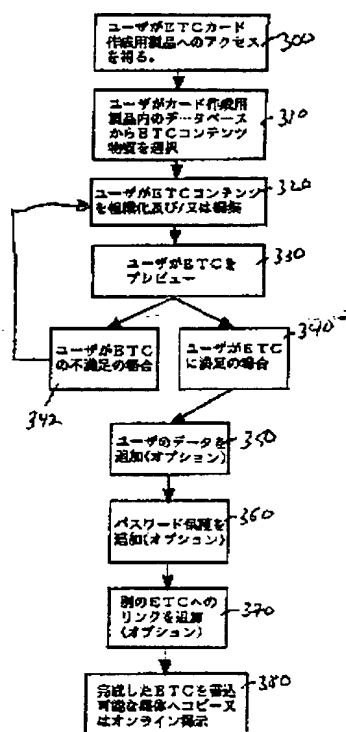 ユーザがETCカード
作成用製品へのアクセス
を得る。
300
ユーザがカード作成用
製品内のデータベース
からETCコンテンツ
物質を選択
310
ユーザがETCコンテンツ
を組織化及び/又は編集
320
ユーザがETCを
プレビュー
330
ユーザがETC
の不満足の場合
342
ユーザがETC
に満足の場合
340
ユーザのデータを
追加(オプション)
350
パスワード保護を
追加(オプション)
360
別のETCへの
リンクを追加
(オプション)
370
完成したETCを書込
可能な媒体へコピー又
はオンライン掲示
380